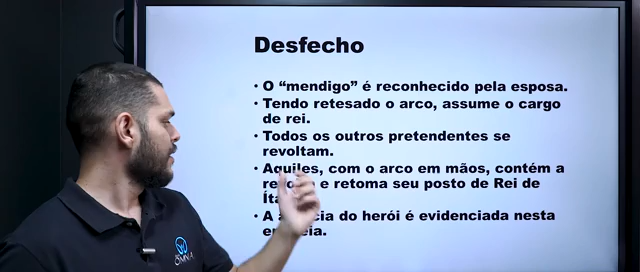 Desfecho
• O “mendigo” é reconhecido pela esposa.
• Tendo retesado o arco, assume o cargo
de rei.
• Todos os outros pretendentes se
revoltam.
• Aquiles, com o arco em mãos, contém a
e retoma seu posto de Rei de
• A do herói é evidenciada nesta